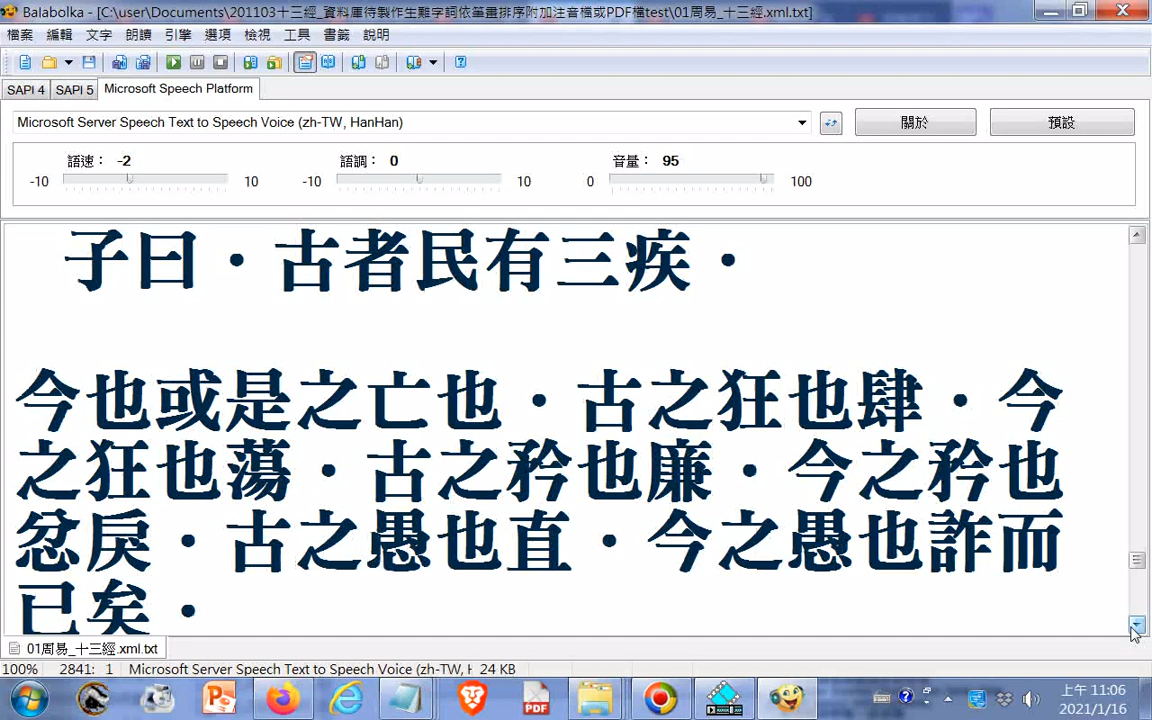 Balabolka - [C:\user\Documents\201103十三經_資料庫待製作生難字詞依筆畫排序附加注音檔或PDF檔test\01周易_十三經.xml.txt]
檔案 編輯 文字 朗讀 引擎 選項 檢視 工具 書籤 說明
SAPI 4 SAPI 5 Microsoft Speech Platform
Microsoft Server Speech Text to Speech Voice (zh-TW, HanHan) 關於 預設
語速： -2 語調： 0 音量： 95
-10 10 -10 10 0 100
子曰．古者民有三疾．
今也或是之亡也．古之狂也肆．今
之狂也蕩．古之矜也廉．今之矜也
忿戾．古之愚也直．今之愚也詐而
已矣．
01周易_十三經.xml.txt
100% 2841: 1 Microsoft Server Speech Text to Speech Voice (zh-TW, H 24 KB
上午 11:06
2021/1/16
PDF